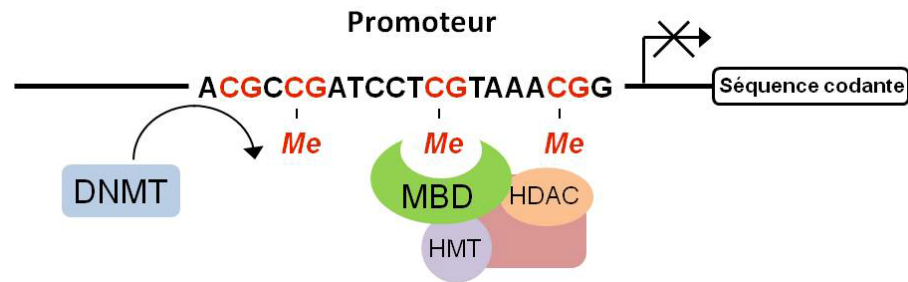 Promoteur
ACGCCGATCCTCGTAAACGG
Séquence codante
Me Me Me
DNMT
MBD
HDAC
HMT